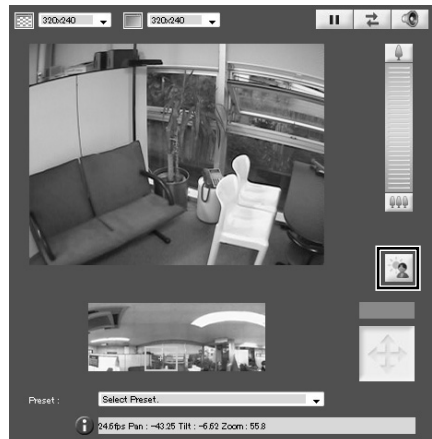 320x240
320x240
Preset :
Select Preset.
24.6fps Pan : -43.25 Tilt : -6.62 Zoom : 55.8